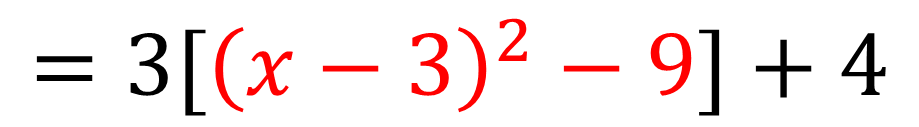 = 3[(x − 3)² − 9] + 4